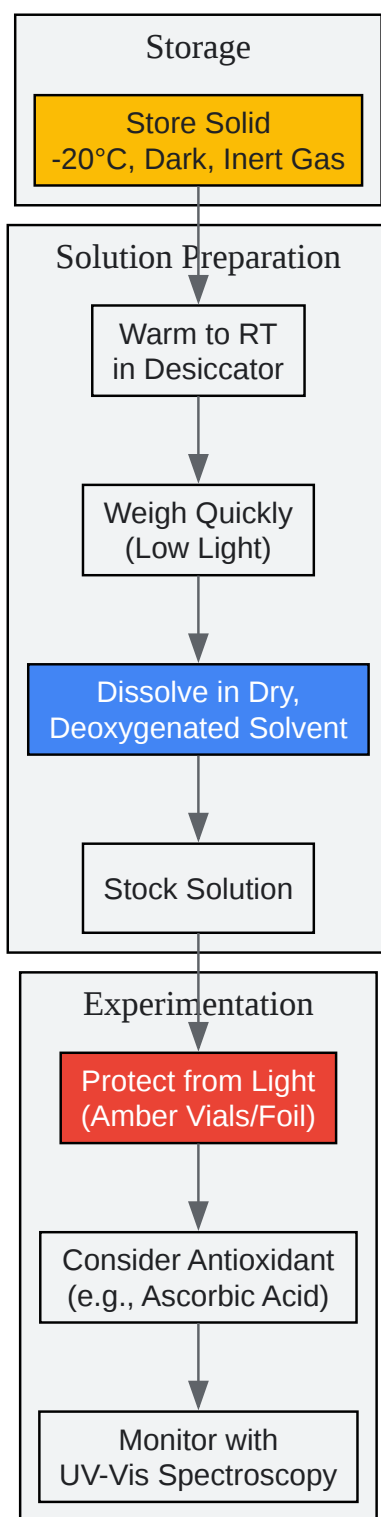 Storage
Store Solid
-20°C, Dark, Inert Gas
Solution Preparation
Warm to RT
in Desiccator
Weigh Quickly
(Low Light)
Dissolve in Dry,
Deoxygenated Solvent
Stock Solution
Experimentation
Protect from Light
(Amber Vials/Foil)
Consider Antioxidant
(e.g., Ascorbic Acid)
Monitor with
UV-Vis Spectroscopy